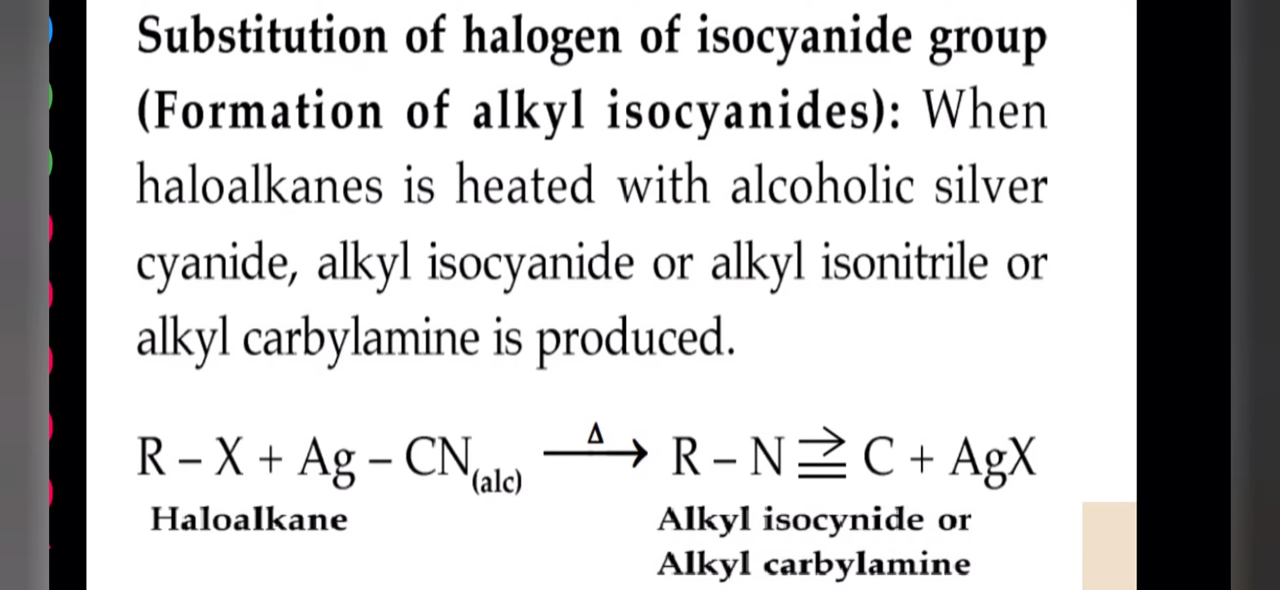 Substitution of halogen of isocyanide group
(Formation of alkyl isocyanides): When
haloalkanes is heated with alcoholic silver
cyanide, alkyl isocyanide or alkyl isonitrile or
alkyl carbylamine is produced.
R – X + Ag – CN(alc) —Δ→ R – N ⥱ C + AgX
Haloalkane Alkyl isocynide or
Alkyl carbylamine